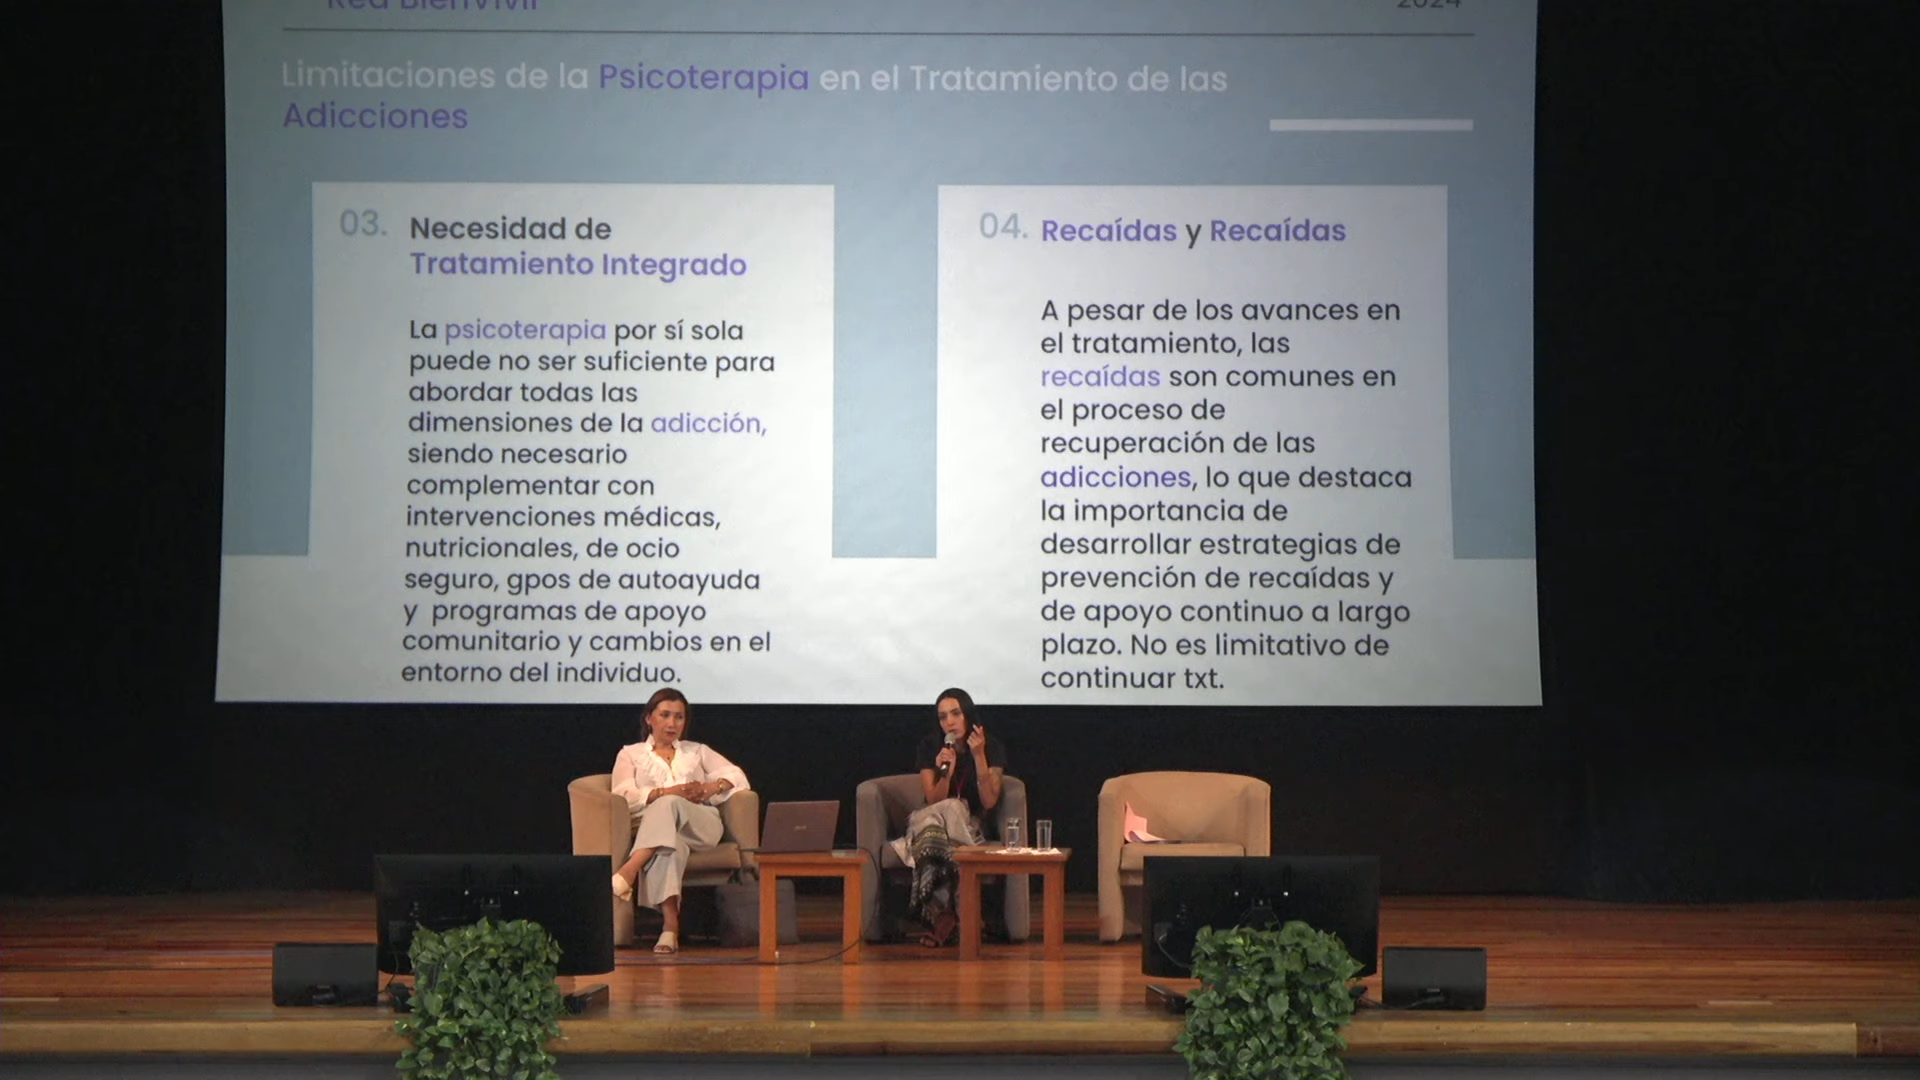 Red BienVivir
2024
Limitaciones de la Psicoterapia en el Tratamiento de las
Adicciones
03.
Necesidad de
Tratamiento Integrado
La psicoterapia por sí sola
puede no ser suficiente para
abordar todas las
dimensiones de la adicción,
siendo necesario
complementar con
intervenciones médicas,
nutricionales, de ocio
seguro, gpos de autoayuda
y programas de apoyo
comunitario y cambios en el
entorno del individuo.
04.
Recaídas y Recaídas
A pesar de los avances en
el tratamiento, las
recaídas son comunes en
el proceso de
recuperación de las
adicciones, lo que destaca
la importancia de
desarrollar estrategias de
prevención de recaídas y
de apoyo continuo a largo
plazo. No es limitativo de
continuar txt.